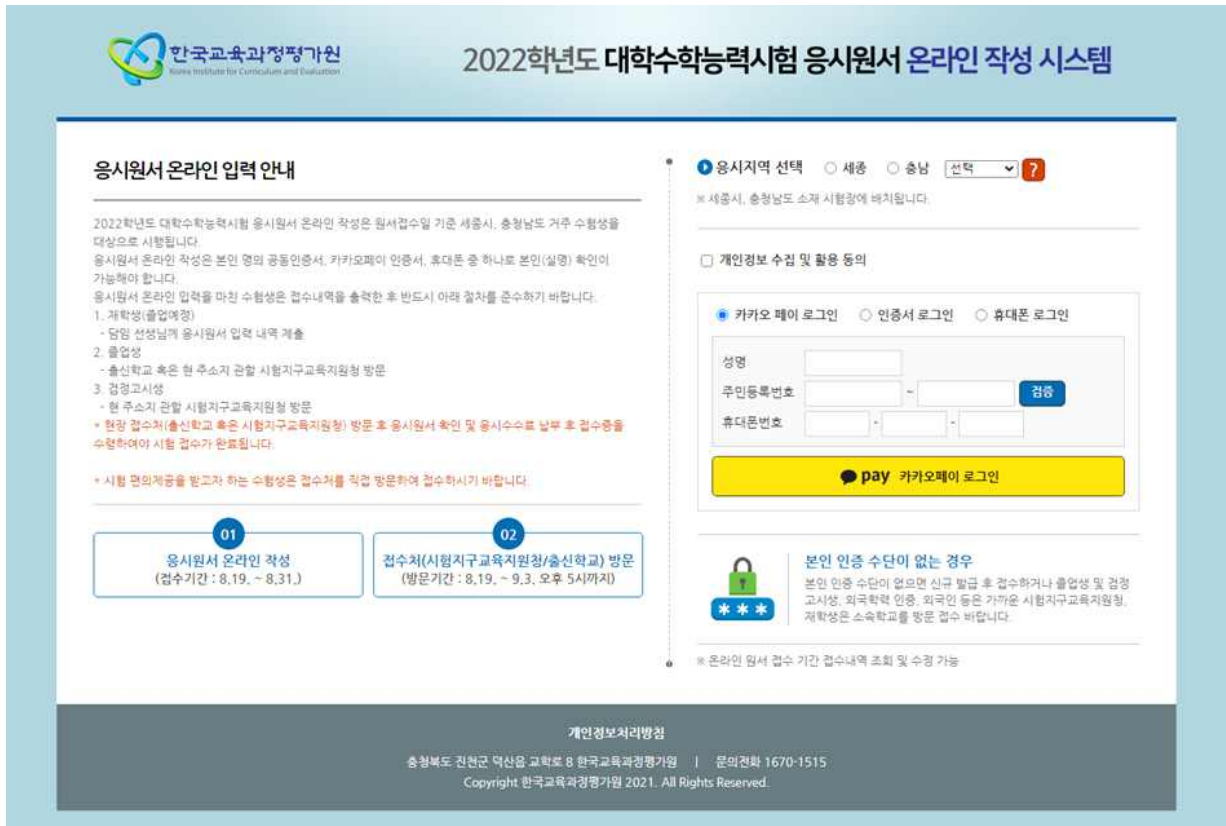 한국교육과정평가원
Korea Institute for Curriculum and Evaluation
2022학년도 대학수학능력시험 응시원서 온라인 작성 시스템
응시원서 온라인 입력 안내
2022학년도 대학수학능력시험 응시원서 온라인 작성은 원서접수일 기준 세종시, 충청남도 거주 수험생을
대상으로 시행됩니다.
응시원서 온라인 작성은 본인 명의 공동인증서, 카카오페이 인증서, 휴대폰 중 하나로 본인(실명) 확인이
가능해야 합니다.
응시원서 온라인 입력을 마친 수험생은 접수내역을 출력한 후 반드시 아래 절차를 준수하기 바랍니다.
1. 재학생(졸업예정)
- 담임 선생님께 응시원서 입력 내역 제출
2. 졸업생
- 출신학교 혹은 현 주소지 관할 시험지구교육지원청 방문
3. 검정고시생
- 현 주소지 관할 시험지구교육지원청 방문
* 현장 접수처(출신학교 혹은 시험지구교육지원청) 방문 후 응시원서 확인 및 응시수수료 납부 후 접수증을
수령하여야 시험 접수가 완료됩니다.
* 시험 편의제공을 받고자 하는 수험생은 접수처를 직접 방문하여 접수하시기 바랍니다.
01
응시원서 온라인 작성
(접수기간 : 8.19. ~ 8.31.)
02
접수처(시험지구교육지원청/출신학교) 방문
(방문기간 : 8.19. ~ 9.3. 오후 5시까지)
응시지역 선택 세종 충남 선택 ?
※ 세종시, 충청남도 소재 시험장에 배치됩니다.
개인정보 수집 및 활용 동의
카카오 페이 로그인 인증서 로그인 휴대폰 로그인
성명
주민등록번호 ~ 검증
휴대폰번호 - -
pay 카카오페이 로그인
본인 인증 수단이 없는 경우
본인 인증 수단이 없으면 신규 발급 후 접수하거나 졸업생 및 검정
고시생, 외국학력 인증, 외국인 등은 가까운 시험지구교육지원청,
재학생은 소속학교를 방문 접수 바랍니다.
* * *
※ 온라인 원서 접수 기간 접수내역 조회 및 수정 가능
개인정보처리방침
충청북도 진천군 덕산읍 교학로 8 한국교육과정평가원 | 문의전화 1670-1515
Copyright 한국교육과정평가원 2021. All Rights Reserved.